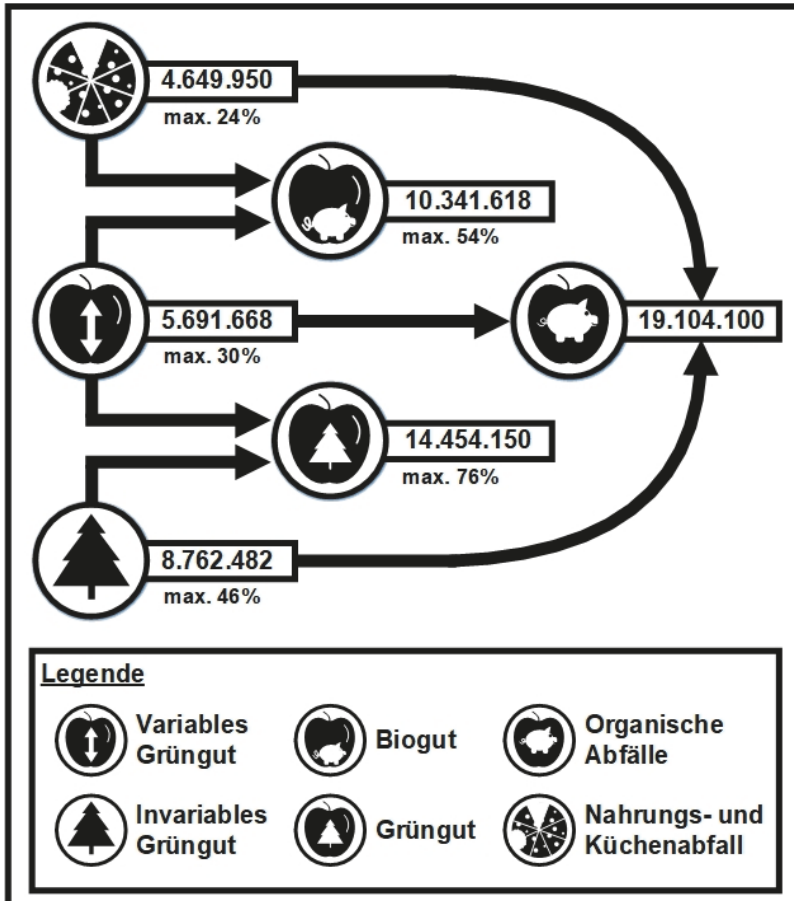 4.649.950
max. 24%
10.341.618
max. 54%
5.691.668
max. 30%
19.104.100
14.454.150
max. 76%
8.762.482
max. 46%
Legende
Variables
Grüngut
Biogut
Organische
Abfälle
Invariables
Grüngut
Grüngut
Nahrungs- und
Küchenabfall